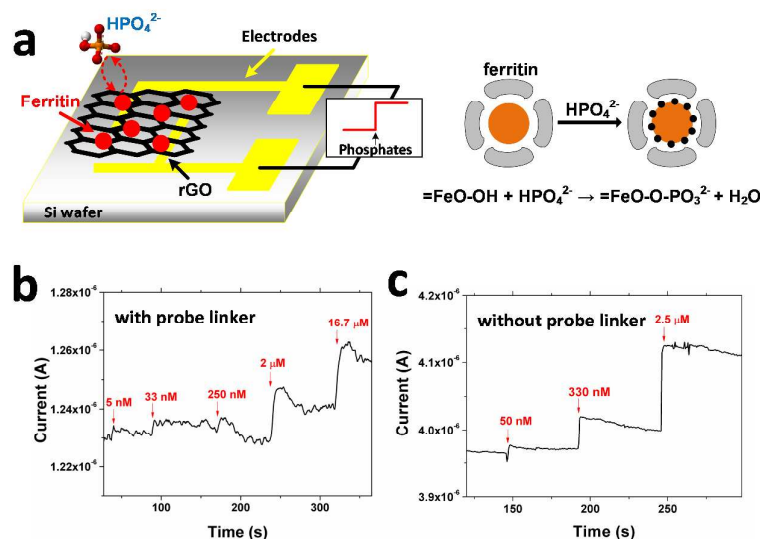 a
HPO₄²⁻
Electrodes
Ferritin
Phosphates
rGO
Si wafer
ferritin
HPO₄²⁻
=FeO-OH + HPO₄²⁻ → =FeO-O-PO₃²⁻ + H₂O
b
with probe linker
1.28x10⁻⁶
1.26x10⁻⁶
1.24x10⁻⁶
1.22x10⁻⁶
Current (A)
5 nM
33 nM
250 nM
2 μM
16.7 μM
100
200
300
Time (s)
c
without probe linker
4.2x10⁻⁶
4.1x10⁻⁶
4.0x10⁻⁶
3.9x10⁻⁶
Current (A)
50 nM
330 nM
2.5 μM
150
200
250
Time (s)